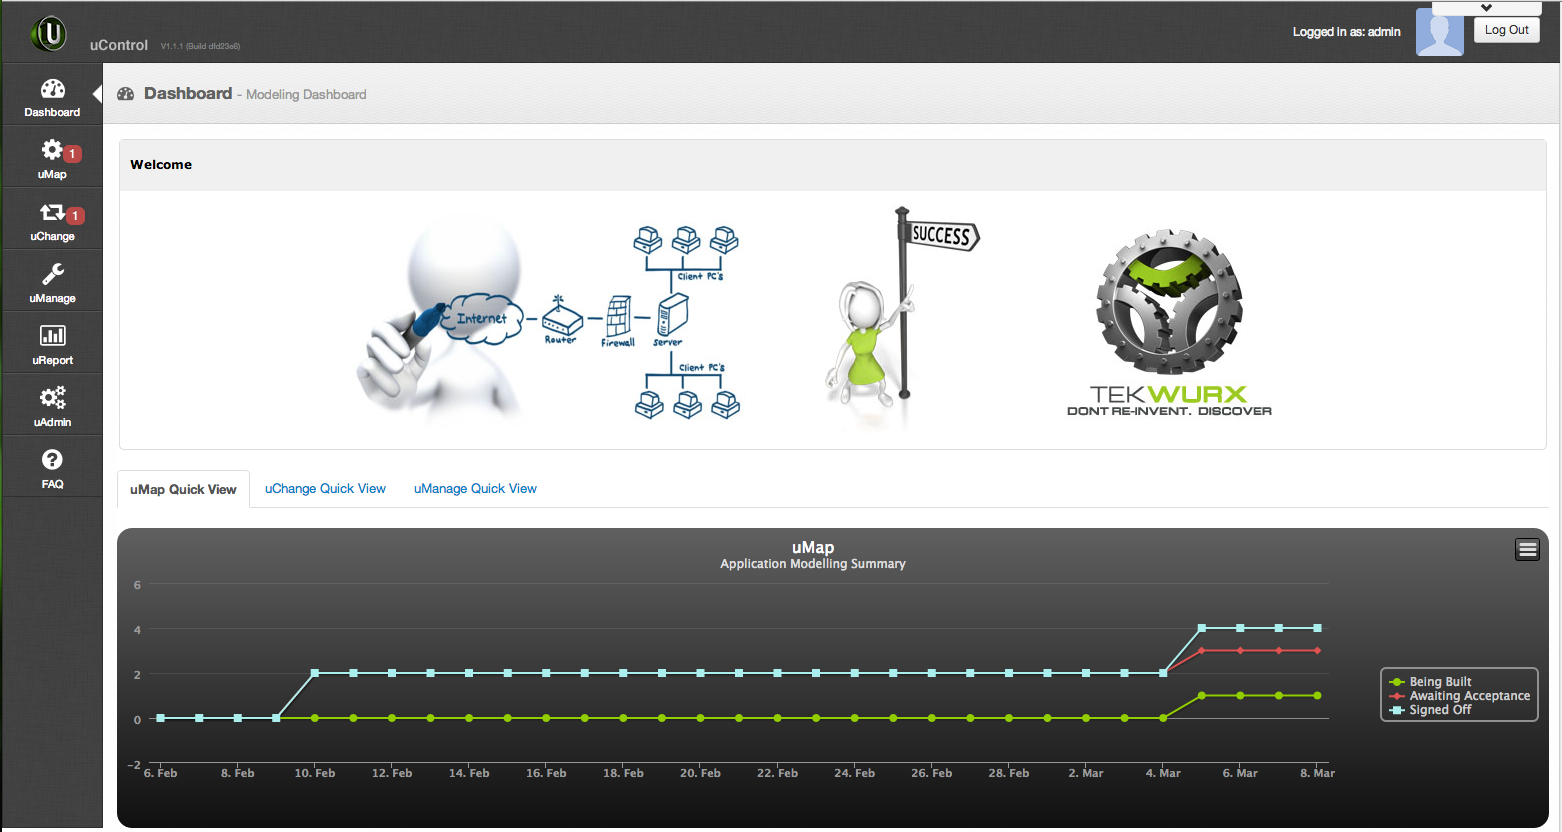 U
uControl V1.1.1 (Build dfd23e6)
Logged in as: admin
Log Out
Dashboard
1
uMap
1
uChange
uManage
uReport
uAdmin
?
FAQ
Dashboard - Modeling Dashboard
Welcome
Client PC's
Internet
Router
Firewall
Server
Client PC's
SUCCESS
TEKWURX
DONT RE-INVENT. DISCOVER
uMap Quick View uChange Quick View uManage Quick View
uMap
Application Modelling Summary
6
4
2
0
-2
6. Feb 8. Feb 10. Feb 12. Feb 14. Feb 16. Feb 18. Feb 20. Feb 22. Feb 24. Feb 26. Feb 28. Feb 2. Mar 4. Mar 6. Mar 8. Mar
Being Built
Awaiting Acceptance
Signed Off